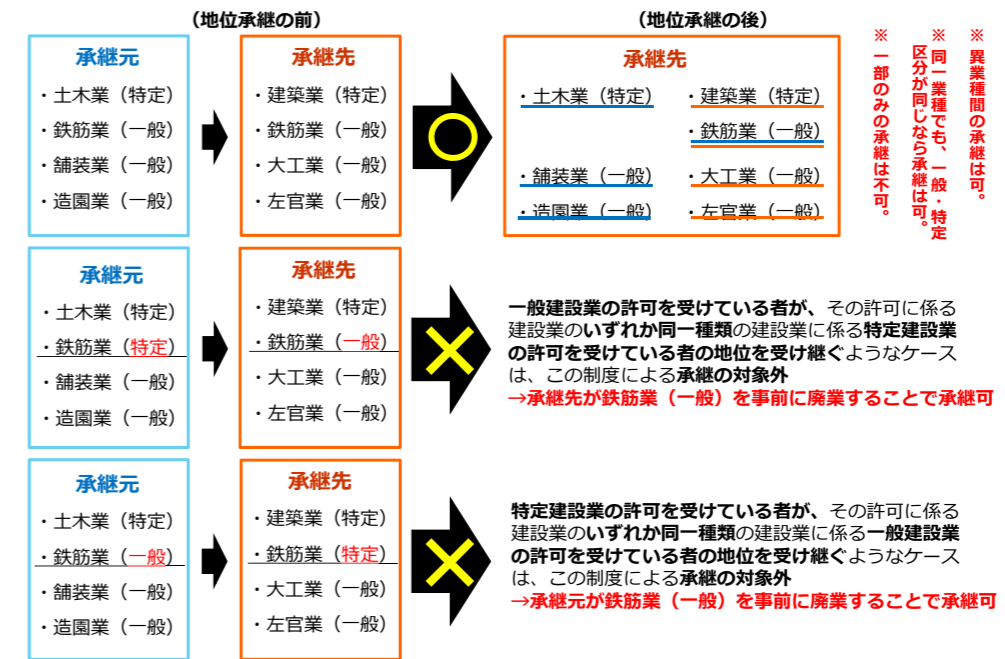 （地位承継の前）
（地位承継の後）
承継元
・土木業（特定）
・鉄筋業（一般）
・舗装業（一般）
・造園業（一般）
承継先
・建築業（特定）
・鉄筋業（一般）
・大工業（一般）
・左官業（一般）
承継先
・土木業（特定）
・建築業（特定）
・鉄筋業（一般）
・舗装業（一般）
・大工業（一般）
・造園業（一般）
・左官業（一般）
※異業種間の承継は可。
※同一業種でも、一般・特定
区分が同じなら承継は可。
※一部のみの承継は不可。
承継元
・土木業（特定）
・鉄筋業（特定）
・舗装業（一般）
・造園業（一般）
承継先
・建築業（特定）
・鉄筋業（一般）
・大工業（一般）
・左官業（一般）
一般建設業の許可を受けている者が、その許可に係る
建設業のいずれか同一種類の建設業に係る特定建設業
の許可を受けている者の地位を受け継ぐようなケース
は、この制度による承継の対象外
→承継先が鉄筋業（一般）を事前に廃業することで承継可
承継元
・土木業（特定）
・鉄筋業（一般）
・舗装業（一般）
・造園業（一般）
承継先
・建築業（特定）
・鉄筋業（特定）
・大工業（一般）
・左官業（一般）
特定建設業の許可を受けている者が、その許可に係る
建設業のいずれか同一種類の建設業に係る一般建設業
の許可を受けている者の地位を受け継ぐようなケース
は、この制度による承継の対象外
→承継元が鉄筋業（一般）を事前に廃業することで承継可